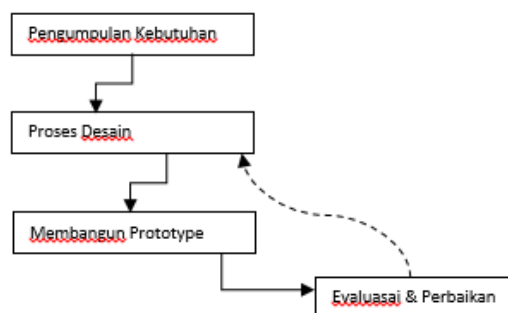 Pengumpulan Kebutuhan
Proses Desain
Membangun Prototype
Evaluasai & Perbaikan